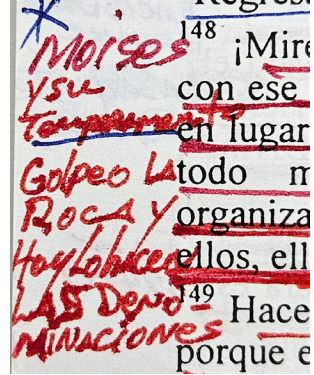 Moises
y su
Temperamento
Golpeo LA
ROCA Y
Hoy Lo hacen
LAS Deno-
MINACIONES
148 ¡Mire
con ese
en lugar
todo m
organiza
ellos, ell
149 Hace
porque e